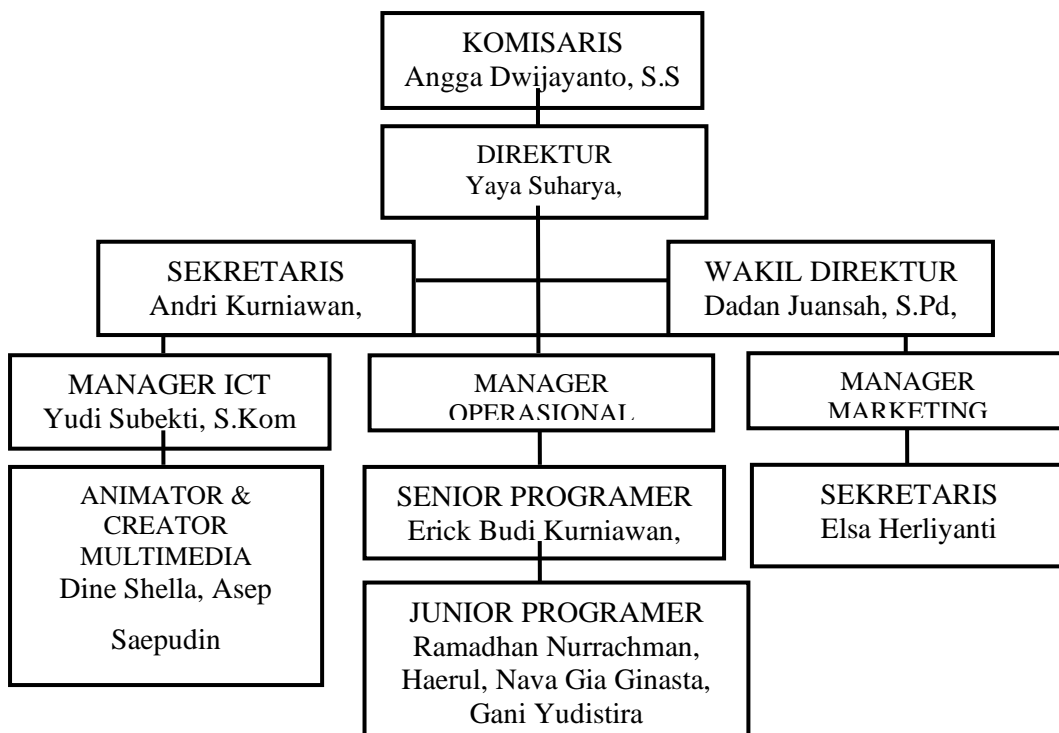 KOMISARIS
Angga Dwijayanto, S.S
DIREKTUR
Yaya Suharya,
SEKRETARIS
Andri Kurniawan,
WAKIL DIREKTUR
Dadan Juansah, S.Pd,
MANAGER ICT
Yudi Subekti, S.Kom
MANAGER
OPERASIONAL
MANAGER
MARKETING
ANIMATOR &
CREATOR
MULTIMEDIA
Dine Shella, Asep
Saepudin
SENIOR PROGRAMER
Erick Budi Kurniawan,
SEKRETARIS
Elsa Herliyanti
JUNIOR PROGRAMER
Ramadhan Nurrachman,
Haerul, Nava Gia Ginasta,
Gani Yudistira